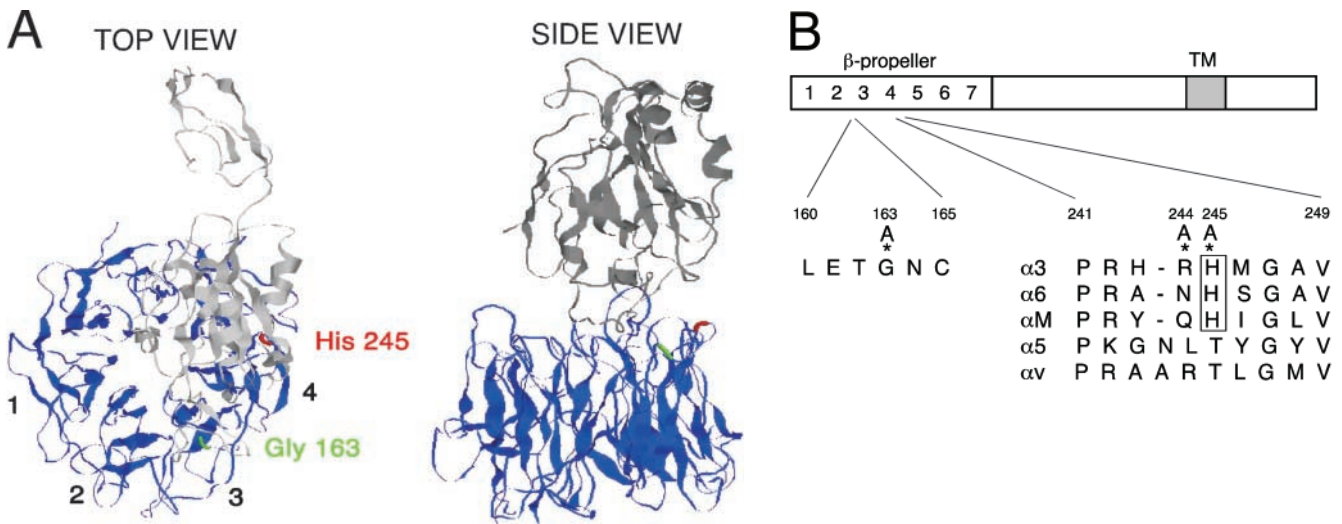 A
TOP VIEW
SIDE VIEW
His 245
Gly 163
1
2
3
4
B
β-propeller
TM
1 2 3 4 5 6 7
160 163 165
A
*
L E T G N C
241 244 245 249
A A
* *
α3 P R H - R H M G A V
α6 P R A - N H S G A V
αM P R Y - Q H I G L V
α5 P K G N L T Y G Y V
αv P R A A R T L G M V